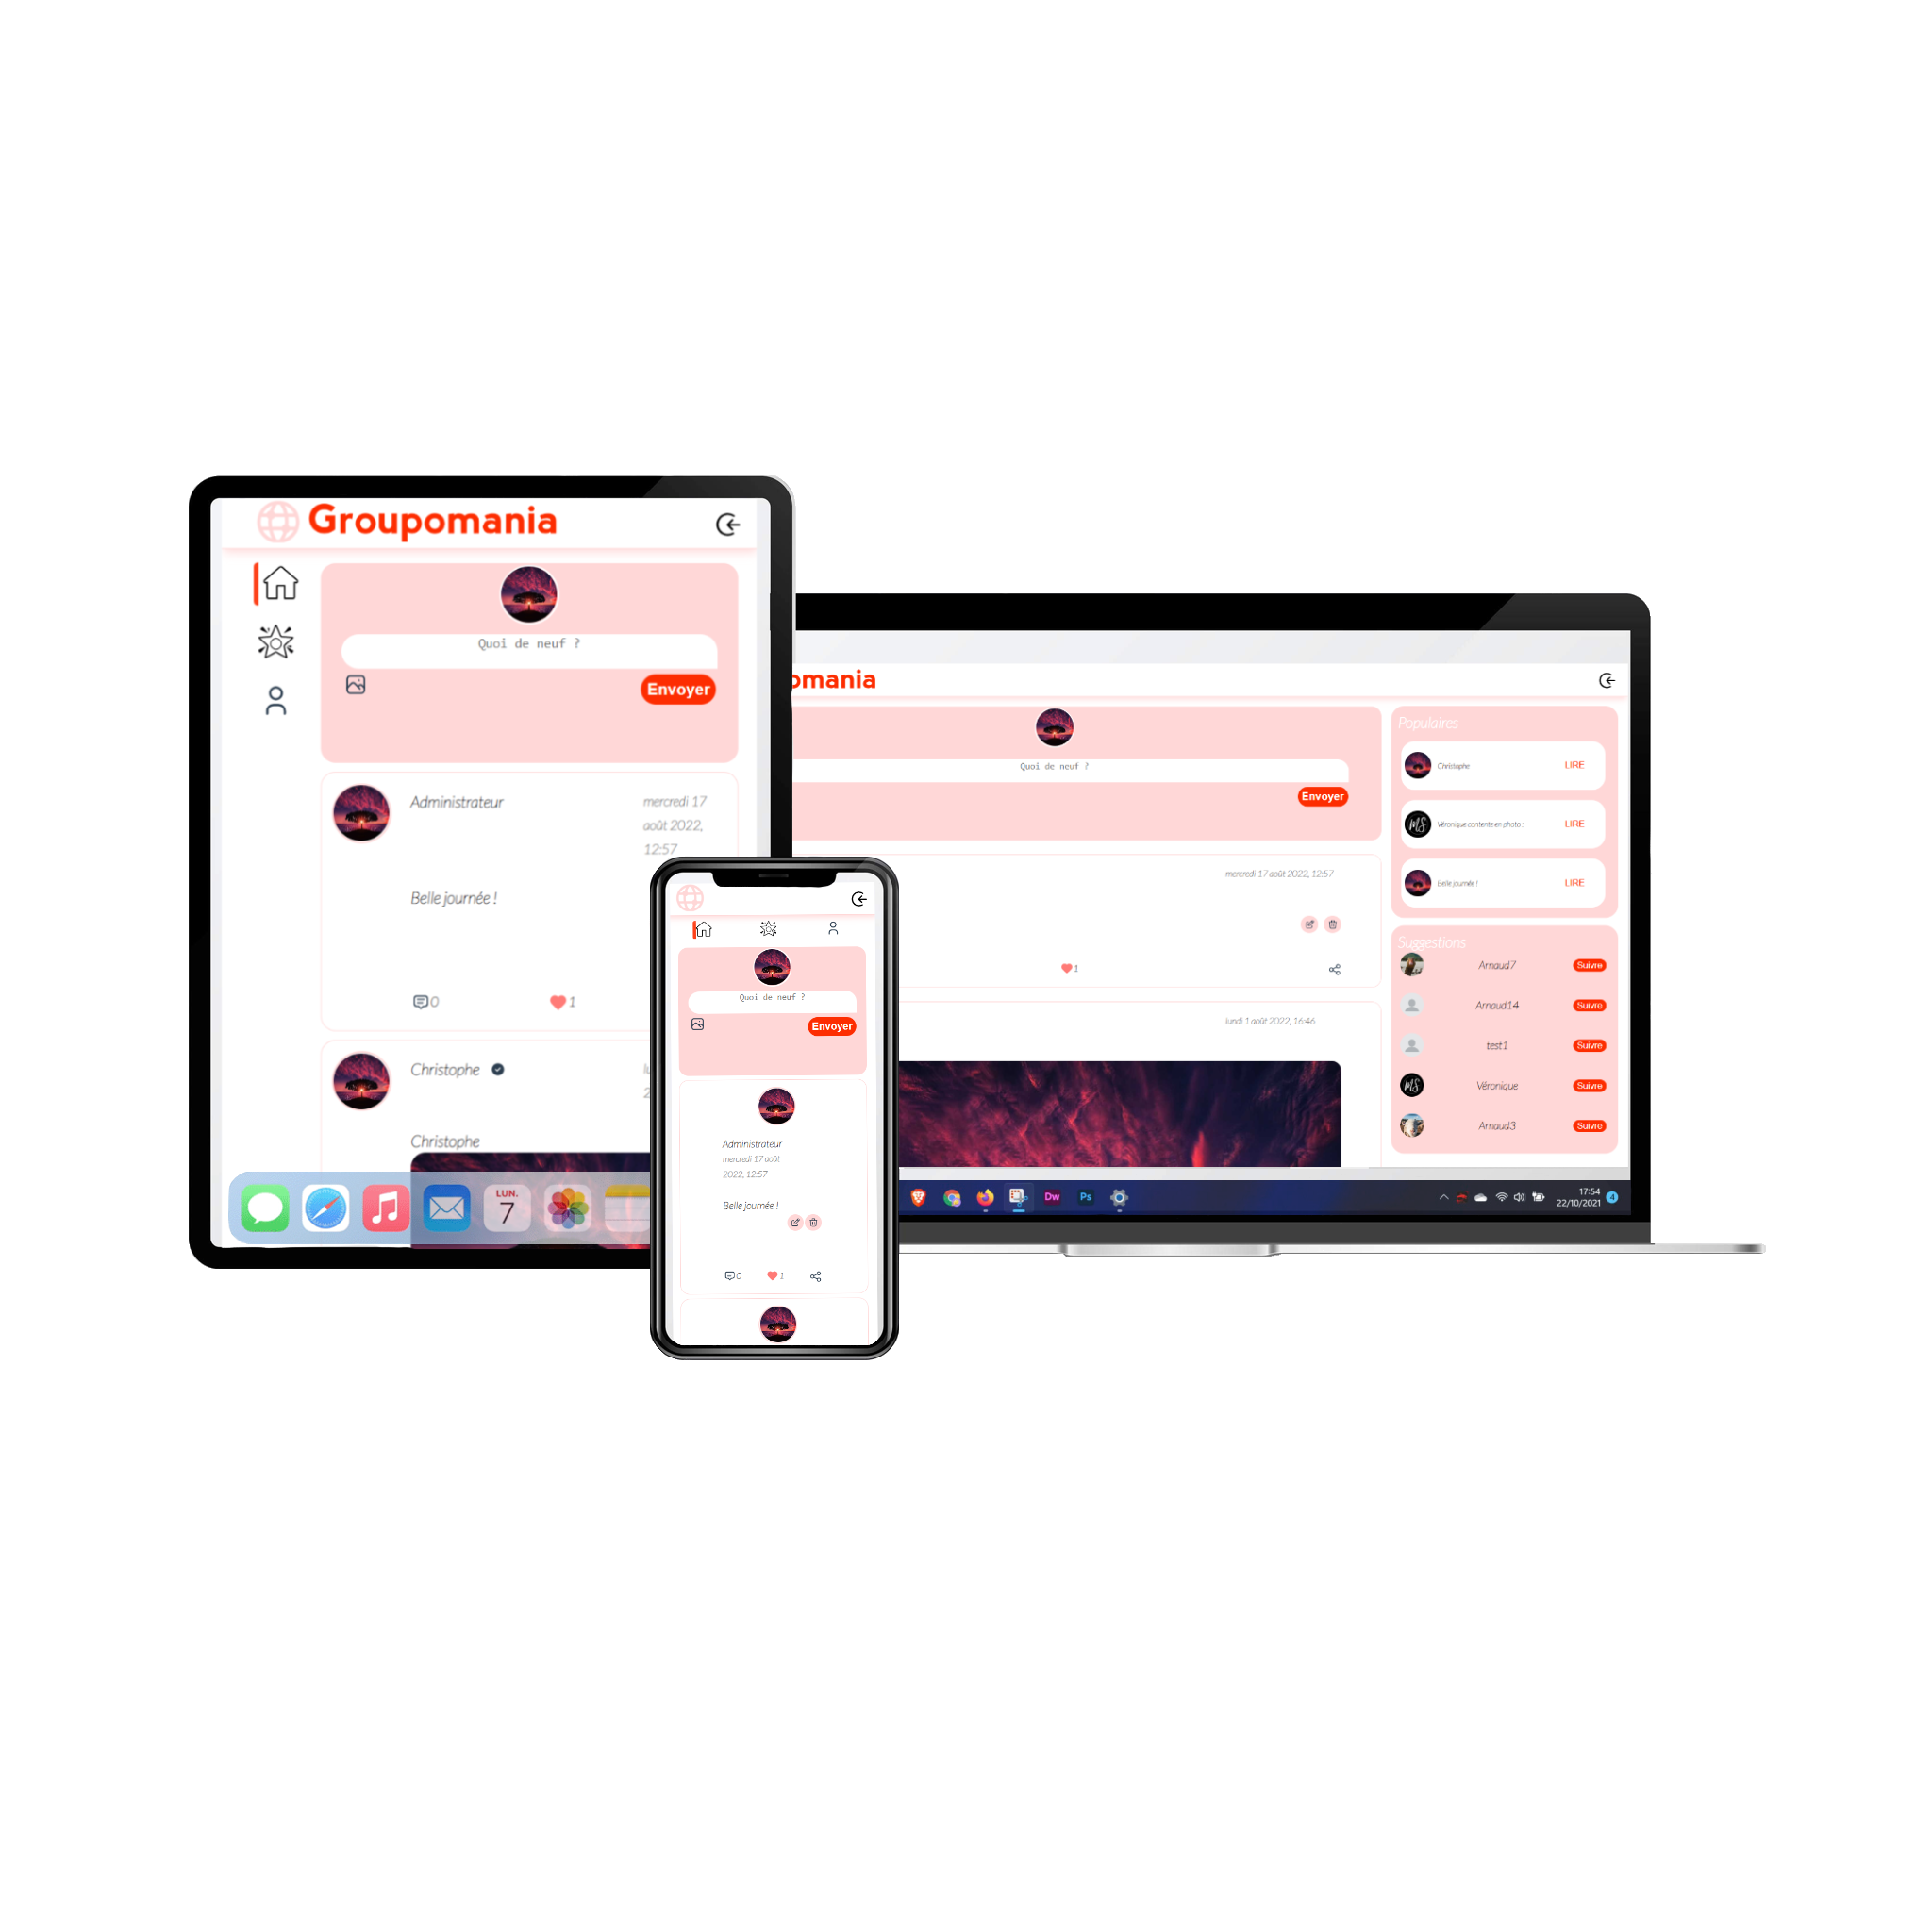 Groupomania
Quoi de neuf ?
Envoyer
Administrateur
mercredi 17
août 2022,
12:57
Belle journée !
0
1
Christophe
Christophe
LUN.
7
Quoi de neuf ?
Envoyer
Administrateur
mercredi 17 août
2022, 12:57
Belle journée !
0
1
omania
Quoi de neuf ?
Envoyer
mercredi 17 août 2022, 12:57
1
lundi 1 août 2022, 16:46
Populaires
Christophe
LIRE
MS
Véronique contente en photo :
LIRE
Belle journée !
LIRE
Suggestions
Arnaud7
Suivre
Arnaud14
Suivre
test1
Suivre
MS
Véronique
Suivre
Arnaud3
Suivre
Dw
Ps
17:54
22/10/2021
4